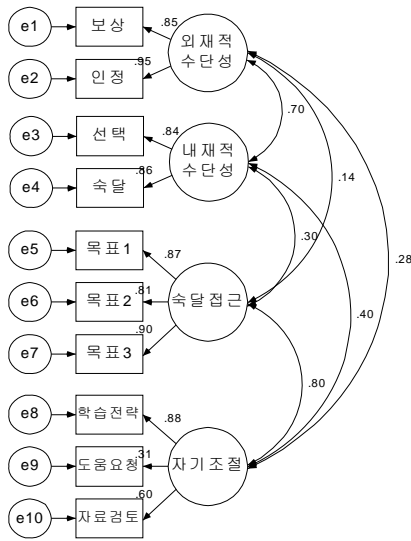 e1
보상
.85
외재적
수단성
e2
인정
.95
.70
e3
선택
.84
내재적
수단성
.14
e4
숙달
.86
.30
.28
e5
목표1
.87
e6
목표2
.81
숙달접근
.40
e7
목표3
.90
.80
e8
학습전략
.88
e9
도움요청
.31
자기조절
e10
자료검토
.60